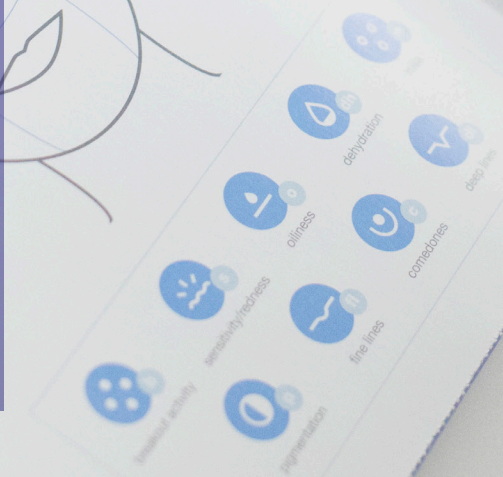 dehydration
deep lines
oiliness
comedones
sensitivity/redness
fine lines
breakout activity
pigmentation